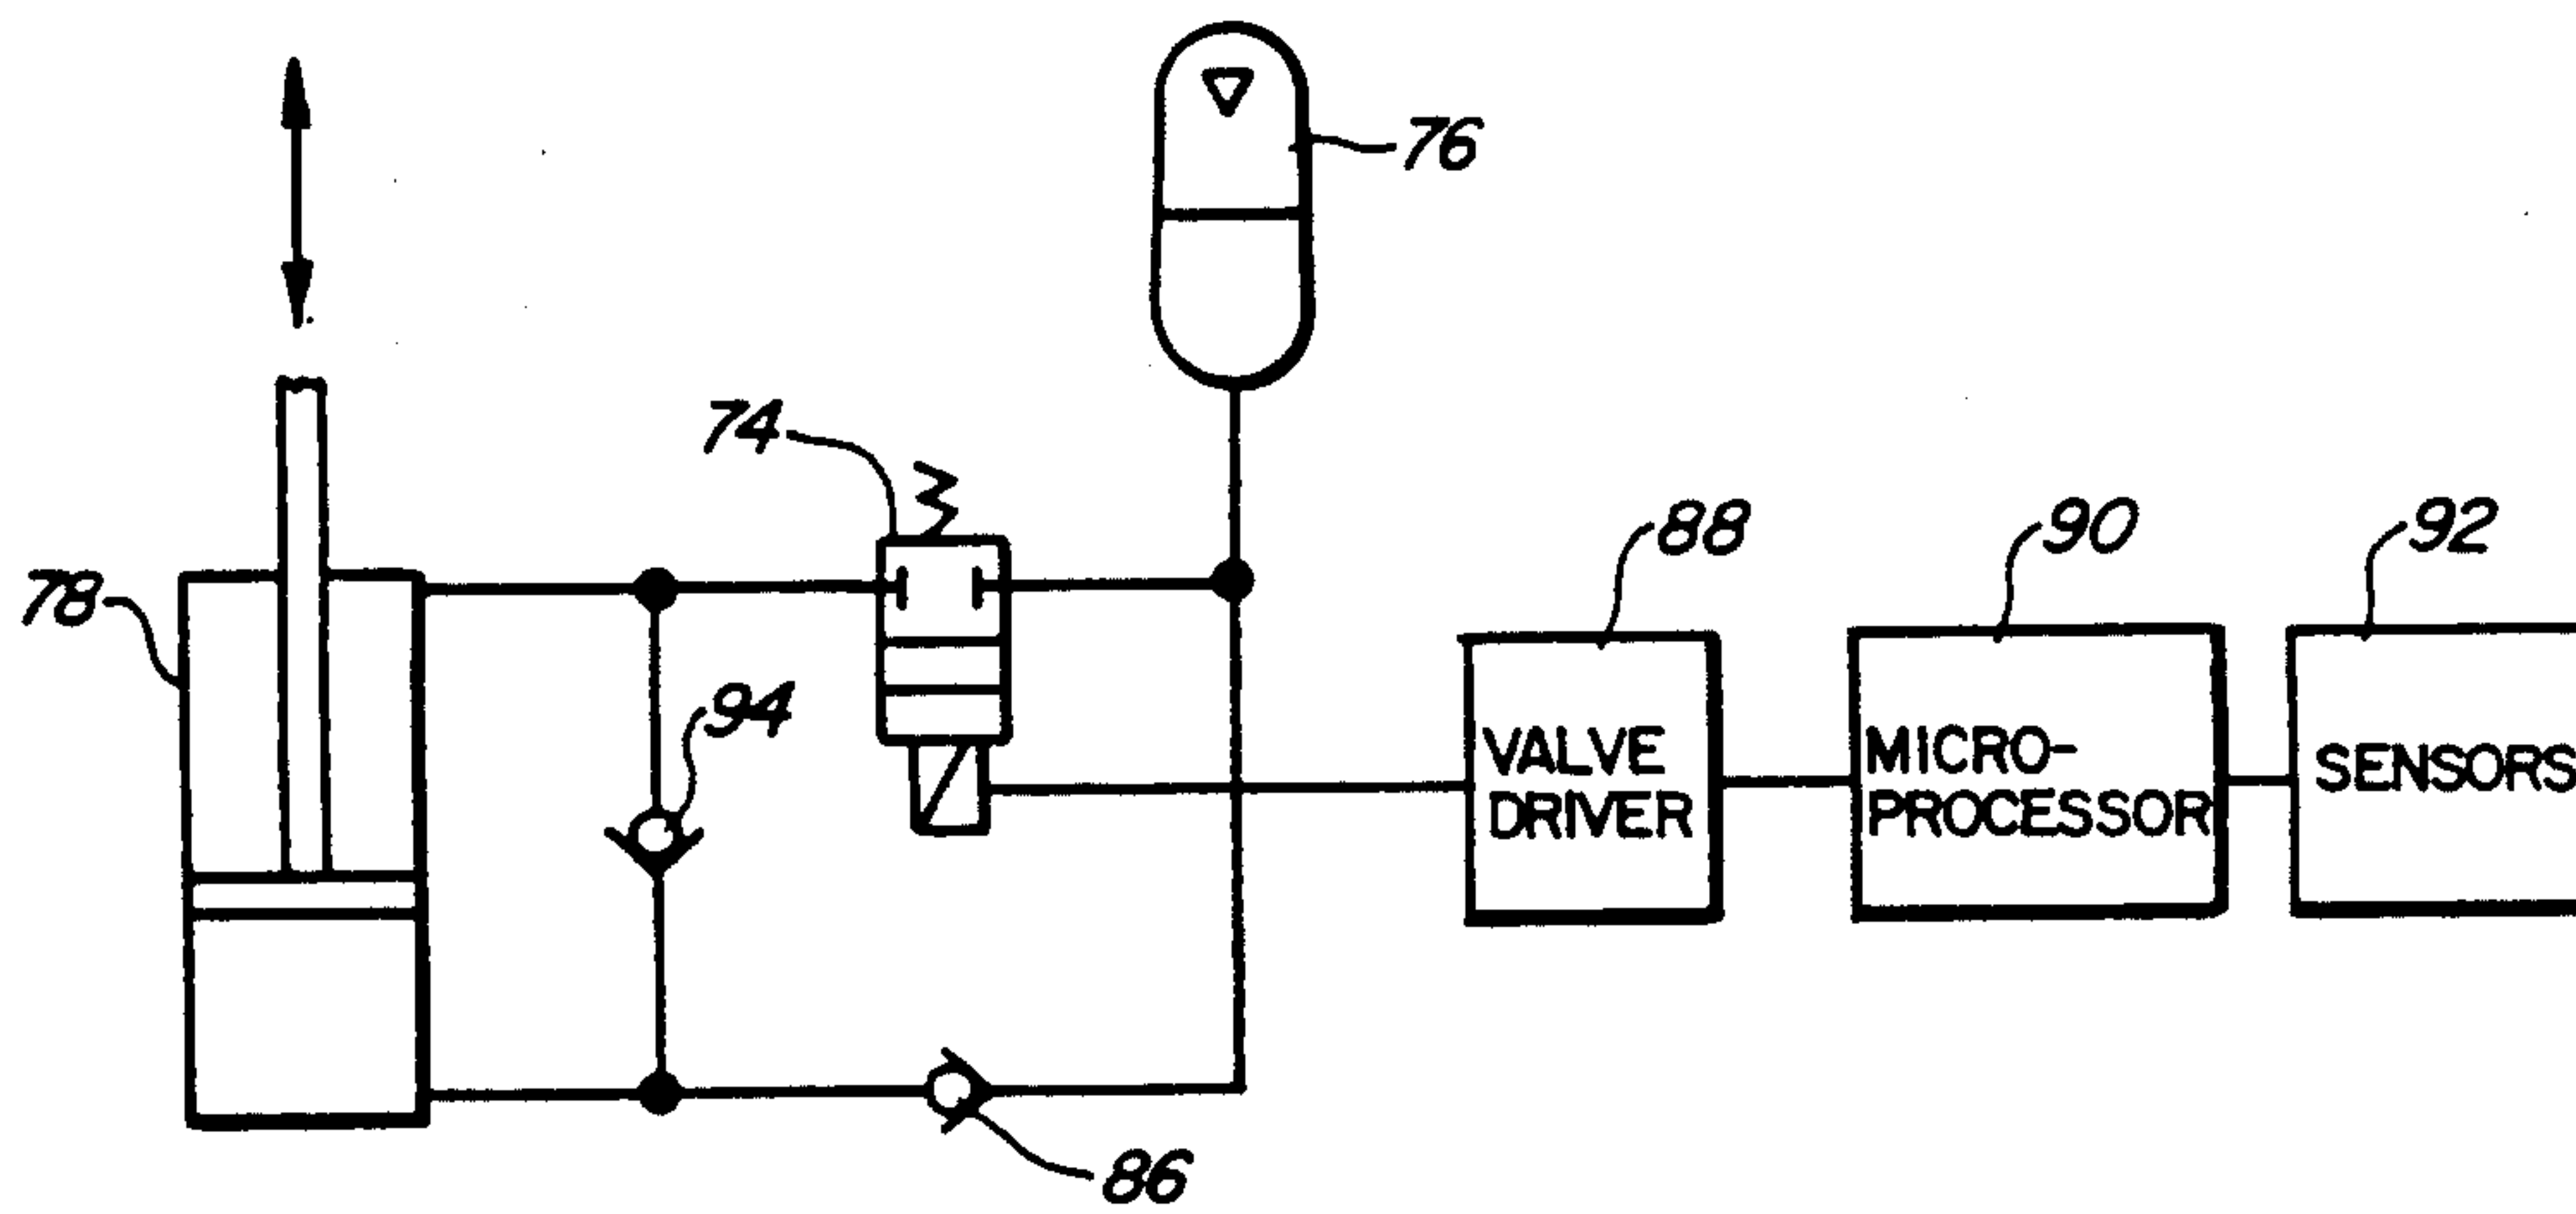 76
74
88
90
92
78
94
VALVE
DRIVER
MICRO-
PROCESSOR
SENSORS
86